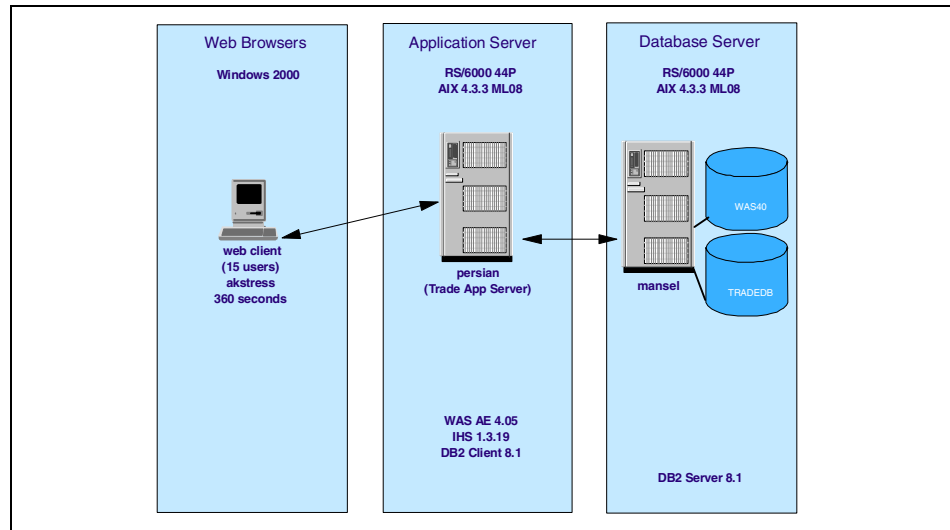 Web Browsers
Windows 2000
web client
(15 users)
akstress
360 seconds
Application Server
RS/6000 44P
AIX 4.3.3 ML08
persian
(Trade App Server)
WAS AE 4.05
IHS 1.3.19
DB2 Client 8.1
Database Server
RS/6000 44P
AIX 4.3.3 ML08
WAS40
TRADEDB
mansel
DB2 Server 8.1